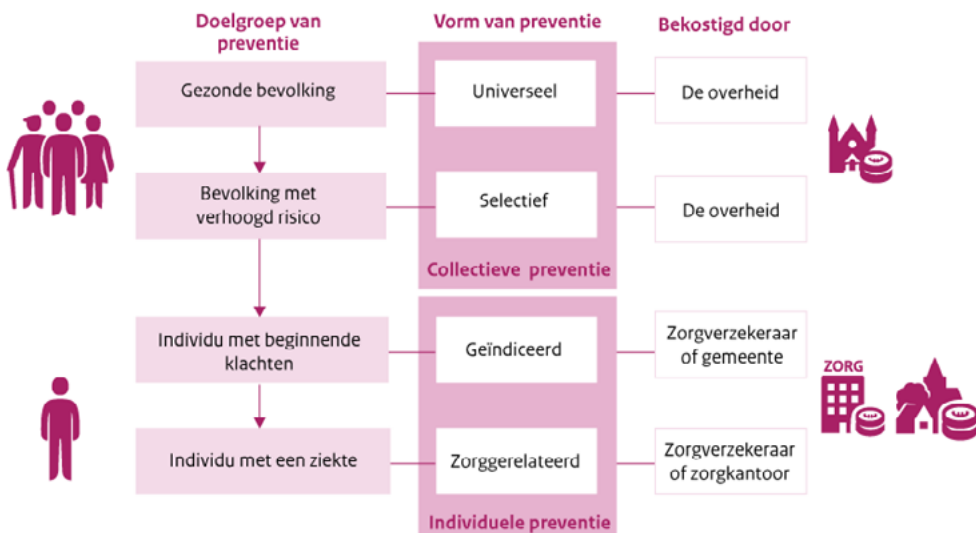 Doelgroep van
preventie
Vorm van preventie
Bekostigd door
Gezonde bevolking
Universeel
De overheid
Bevolking met
verhoogd risico
Selectief
De overheid
Collectieve preventie
Individu met beginnende
klachten
Geïndiceerd
Zorgverzekeraar
of gemeente
ZORG
Individu met een ziekte
Zorggerelateerd
Zorgverzekeraar
of zorgkantoor
Individuele preventie